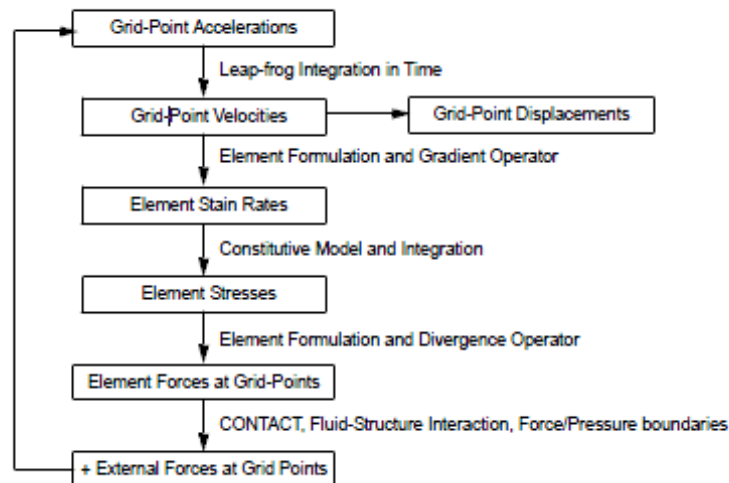 Grid-Point Accelerations
Leap-frog Integration in Time
Grid-Point Velocities
Grid-Point Displacements
Element Formulation and Gradient Operator
Element Stain Rates
Constitutive Model and Integration
Element Stresses
Element Formulation and Divergence Operator
Element Forces at Grid-Points
CONTACT, Fluid-Structure Interaction, Force/Pressure boundaries
+ External Forces at Grid Points